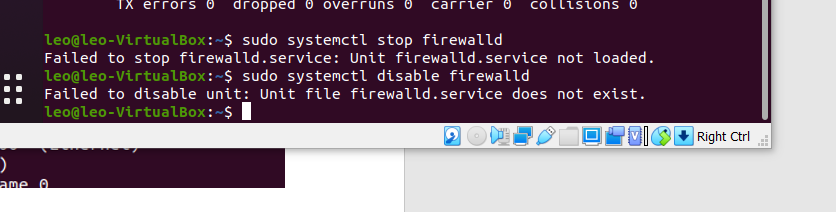 TX errors 0  dropped 0 overruns 0  carrier 0  collisions 0
leo@leo-VirtualBox:~$ sudo systemctl stop firewalld
Failed to stop firewalld.service: Unit firewalld.service not loaded.
leo@leo-VirtualBox:~$ sudo systemctl disable firewalld
Failed to disable unit: Unit file firewalld.service does not exist.
leo@leo-VirtualBox:~$
Right Ctrl
(Ethernet)
)
ame 0